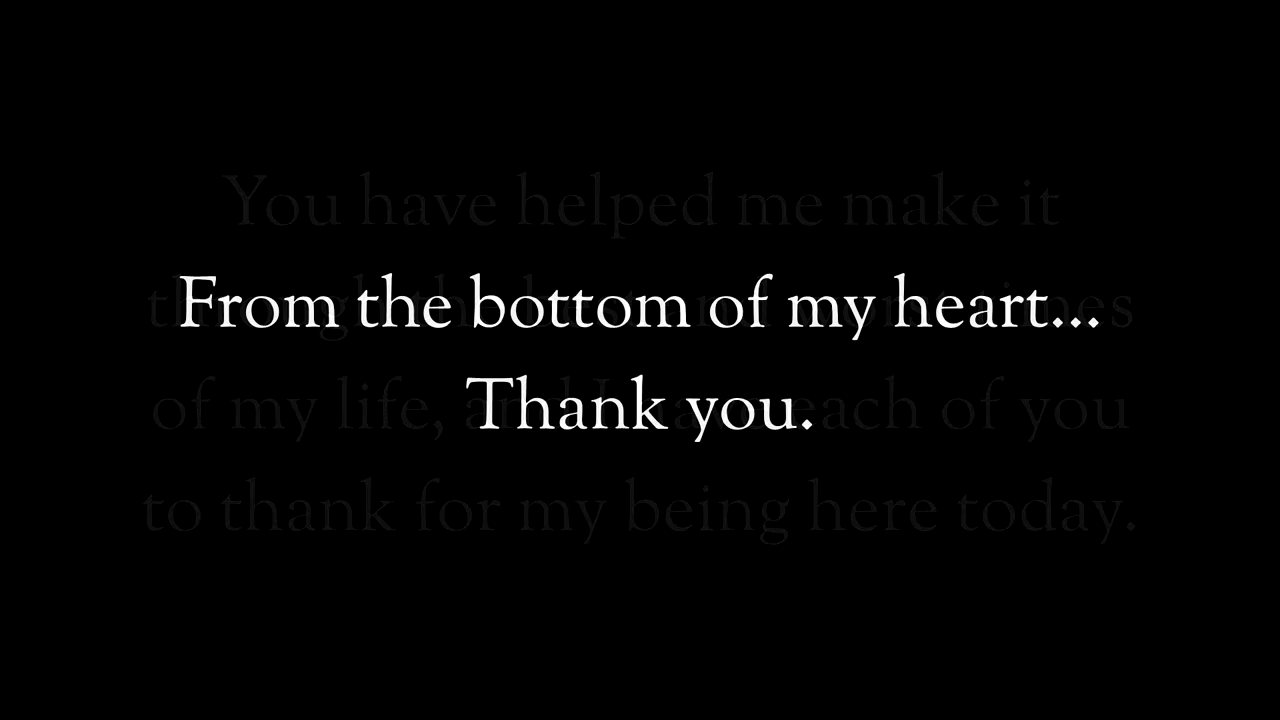 You have helped me make it
From the bottom of my heart...
Thank you.
of my life, each of you
to thank for my being here today.